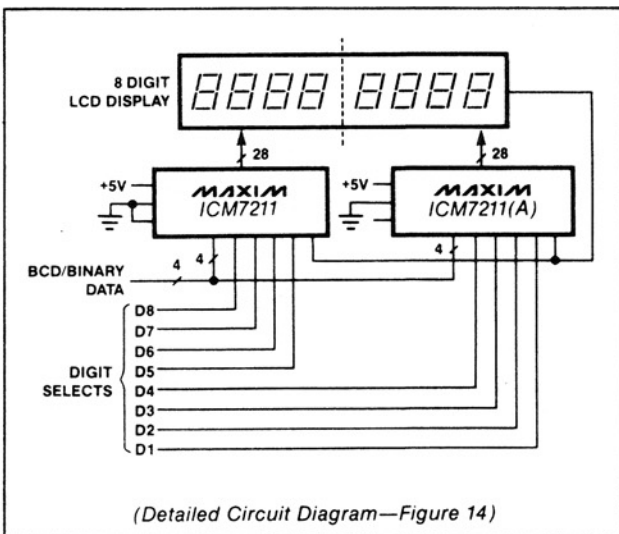 8 DIGIT
LCD DISPLAY
28
28
+5V
MAXIM
ICM7211
+5V
MAXIM
ICM7211(A)
4
4
BCD/BINARY
DATA
4
D8
D7
D6
D5
DIGIT
SELECTS
D4
D3
D2
D1
(Detailed Circuit Diagram—Figure 14)